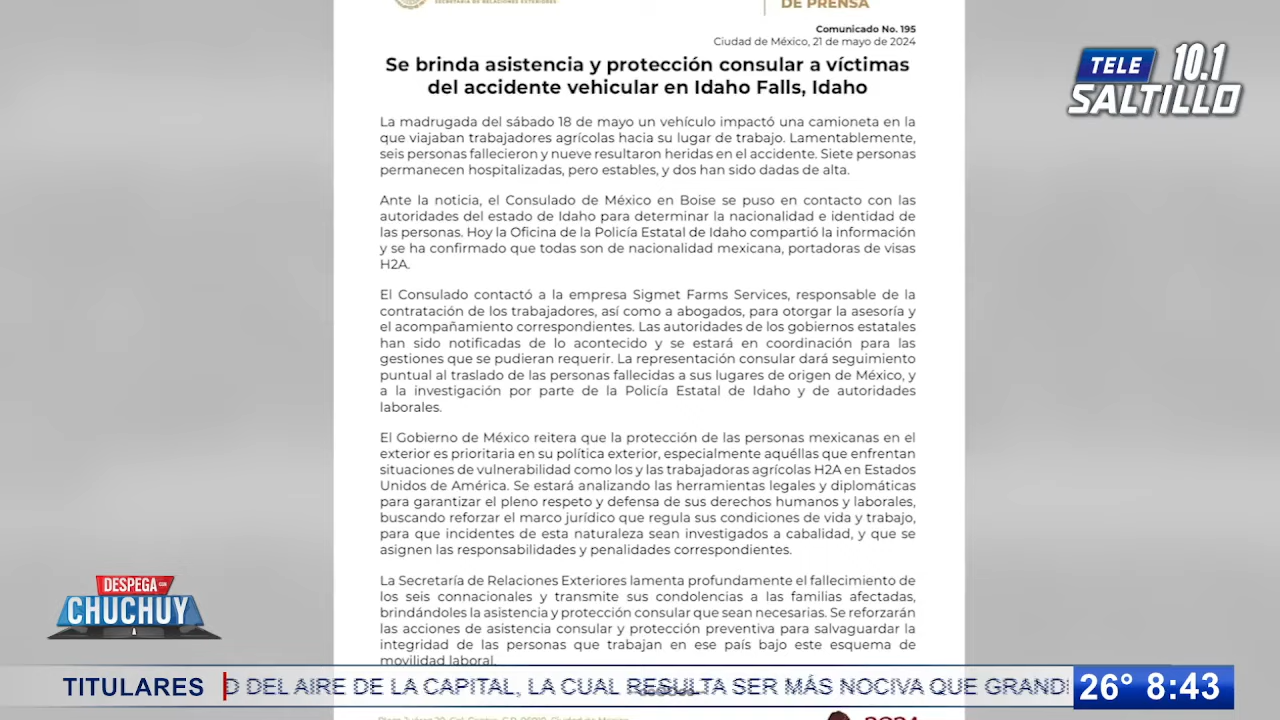 SECRETARÍA DE RELACIONES EXTERIORES
DE PRENSA
Comunicado No. 195
Ciudad de México, 21 de mayo de 2024
Se brinda asistencia y protección consular a víctimas
del accidente vehicular en Idaho Falls, Idaho
TELE 10.1
SALTILLO
La madrugada del sábado 18 de mayo un vehículo impactó una camioneta en la
que viajaban trabajadores agrícolas hacia su lugar de trabajo. Lamentablemente,
seis personas fallecieron y nueve resultaron heridas en el accidente. Siete personas
permanecen hospitalizadas, pero estables, y dos han sido dadas de alta.
Ante la noticia, el Consulado de México en Boise se puso en contacto con las
autoridades del estado de Idaho para determinar la nacionalidad e identidad de
las personas. Hoy la Oficina de la Policía Estatal de Idaho compartió la información
y se ha confirmado que todas son de nacionalidad mexicana, portadoras de visas
H2A.
El Consulado contactó a la empresa Sigmet Farms Services, responsable de la
contratación de los trabajadores, así como a abogados, para otorgar la asesoría y
el acompañamiento correspondientes. Las autoridades de los gobiernos estatales
han sido notificadas de lo acontecido y se estará en coordinación para las
gestiones que se pudieran requerir. La representación consular dará seguimiento
puntual al traslado de las personas fallecidas a sus lugares de origen de México, y
a la investigación por parte de la Policía Estatal de Idaho y de autoridades
laborales.
El Gobierno de México reitera que la protección de las personas mexicanas en el
exterior es prioritaria en su política exterior, especialmente aquéllas que enfrentan
situaciones de vulnerabilidad como los y las trabajadoras agrícolas H2A en Estados
Unidos de América. Se estará analizando las herramientas legales y diplomáticas
para garantizar el pleno respeto y defensa de sus derechos humanos y laborales,
buscando reforzar el marco jurídico que regula sus condiciones de vida y trabajo,
para que incidentes de esta naturaleza sean investigados a cabalidad, y que se
asignen las responsabilidades y penalidades correspondientes.
La Secretaría de Relaciones Exteriores lamenta profundamente el fallecimiento de
los seis connacionales y transmite sus condolencias a las familias afectadas,
brindándoles la asistencia y protección consular que sean necesarias. Se reforzarán
las acciones de asistencia consular y protección preventiva para salvaguardar la
integridad de las personas que trabajan en ese país bajo este esquema de
movilidad laboral.
DESPEGA CON
CHUCHUY
TITULARES DEL AIRE DE LA CAPITAL, LA CUAL RESULTA SER MÁS NOCIVA QUE 26° 8:43
2024